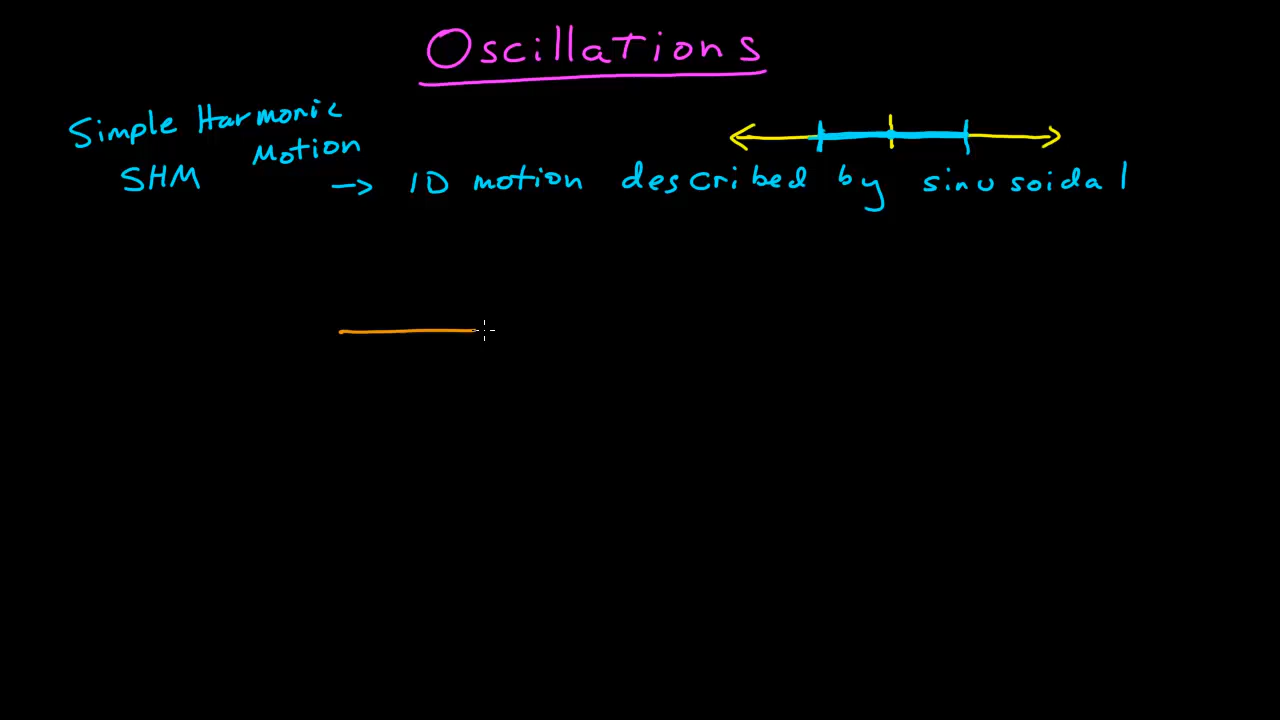 Oscillations
Simple Harmonic
Motion
SHM
→ 1D motion described by sinusoidal